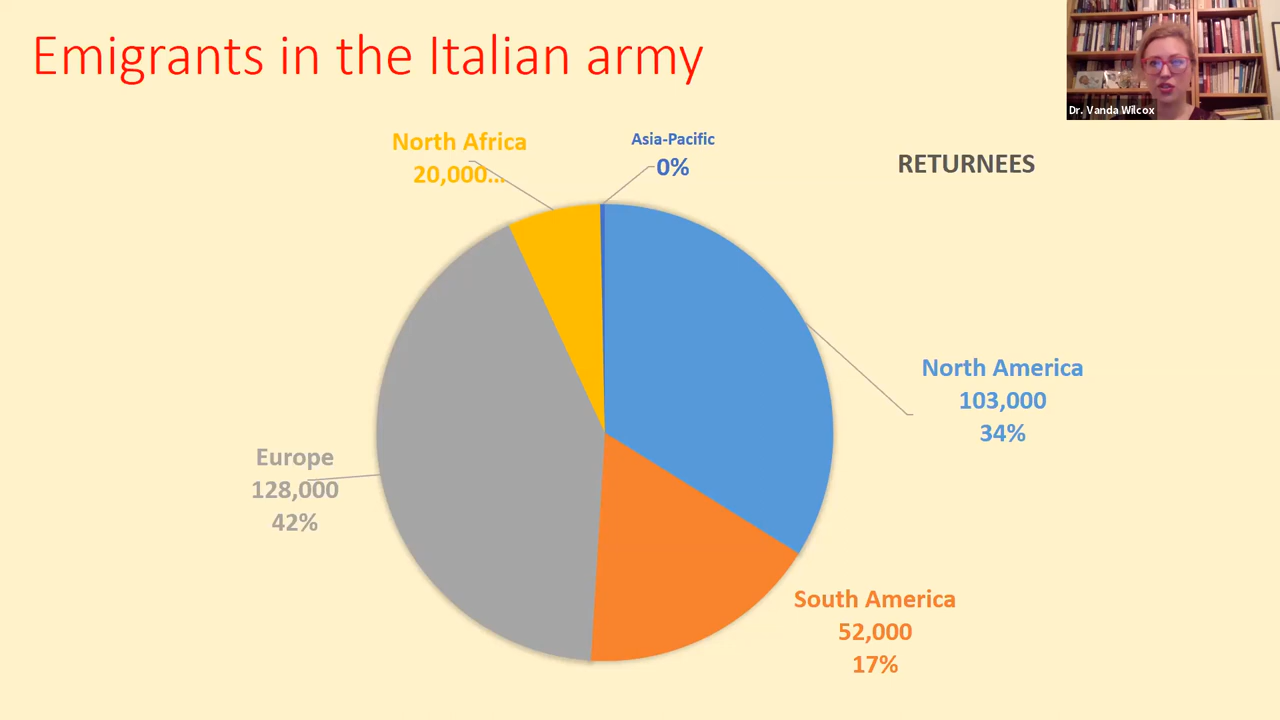 Emigrants in the Italian army
Dr. Vanda Wilcox
North Africa
20,000...
Asia-Pacific
0%
RETURNEES
North America
103,000
34%
Europe
128,000
42%
South America
52,000
17%